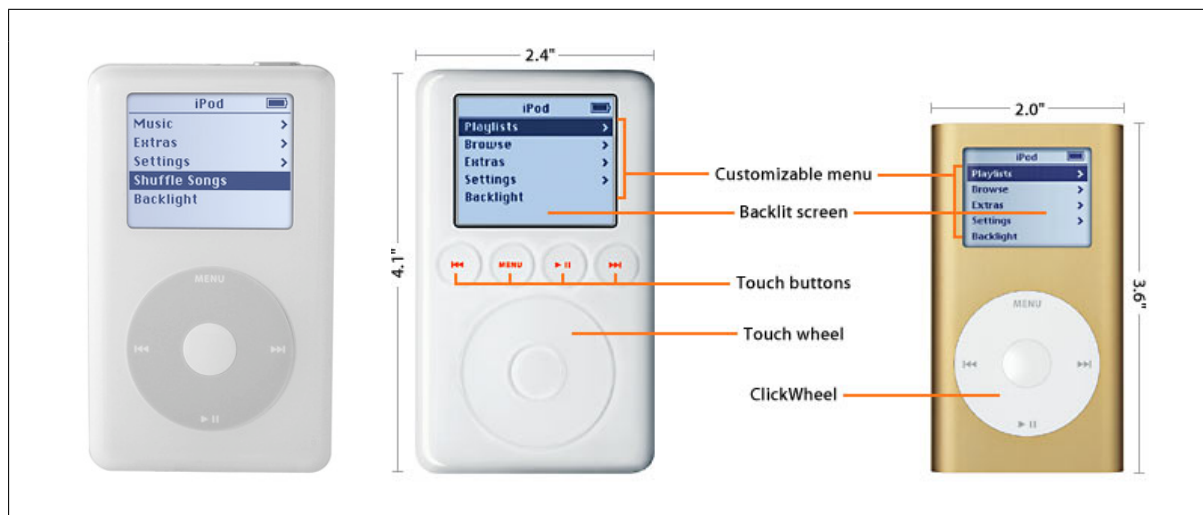 iPod
Music >
Extras >
Settings >
Shuffle Songs
Backlight
MENU
2.4"
4.1"
iPod
Playlists >
Browse >
Extras >
Settings >
Backlight
MENU
Customizable menu
Backlit screen
Touch buttons
Touch wheel
ClickWheel
2.0"
3.6"
iPod
Playlists >
Browse >
Extras >
Settings >
Backlight
MENU